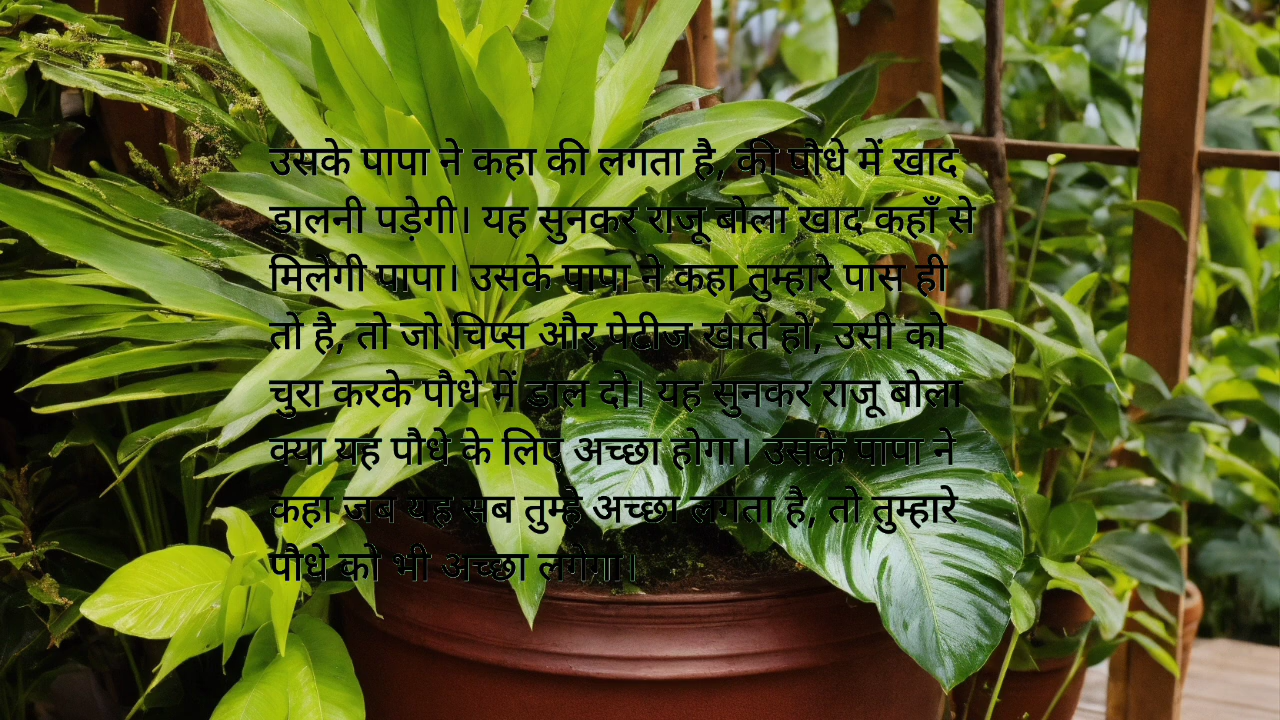 उसके पापा ने कहा की लगता है, की पौधे में खाद
डालनी पड़ेगी। यह सुनकर राजू बोला खाद कहाँ से
मिलेगी पापा। उसके पापा ने कहा तुम्हारे पास ही
तो है, तो जो चिप्स और पेटीज खाते हो, उसी को
चुरा करके पौधे में डाल दो। यह सुनकर राजू बोला
क्या यह पौधे के लिए अच्छा होगा। उसके पापा ने
कहा जब यह सब तुम्हे अच्छा लगता है, तो तुम्हारे
पौधे को भी अच्छा लगेगा।